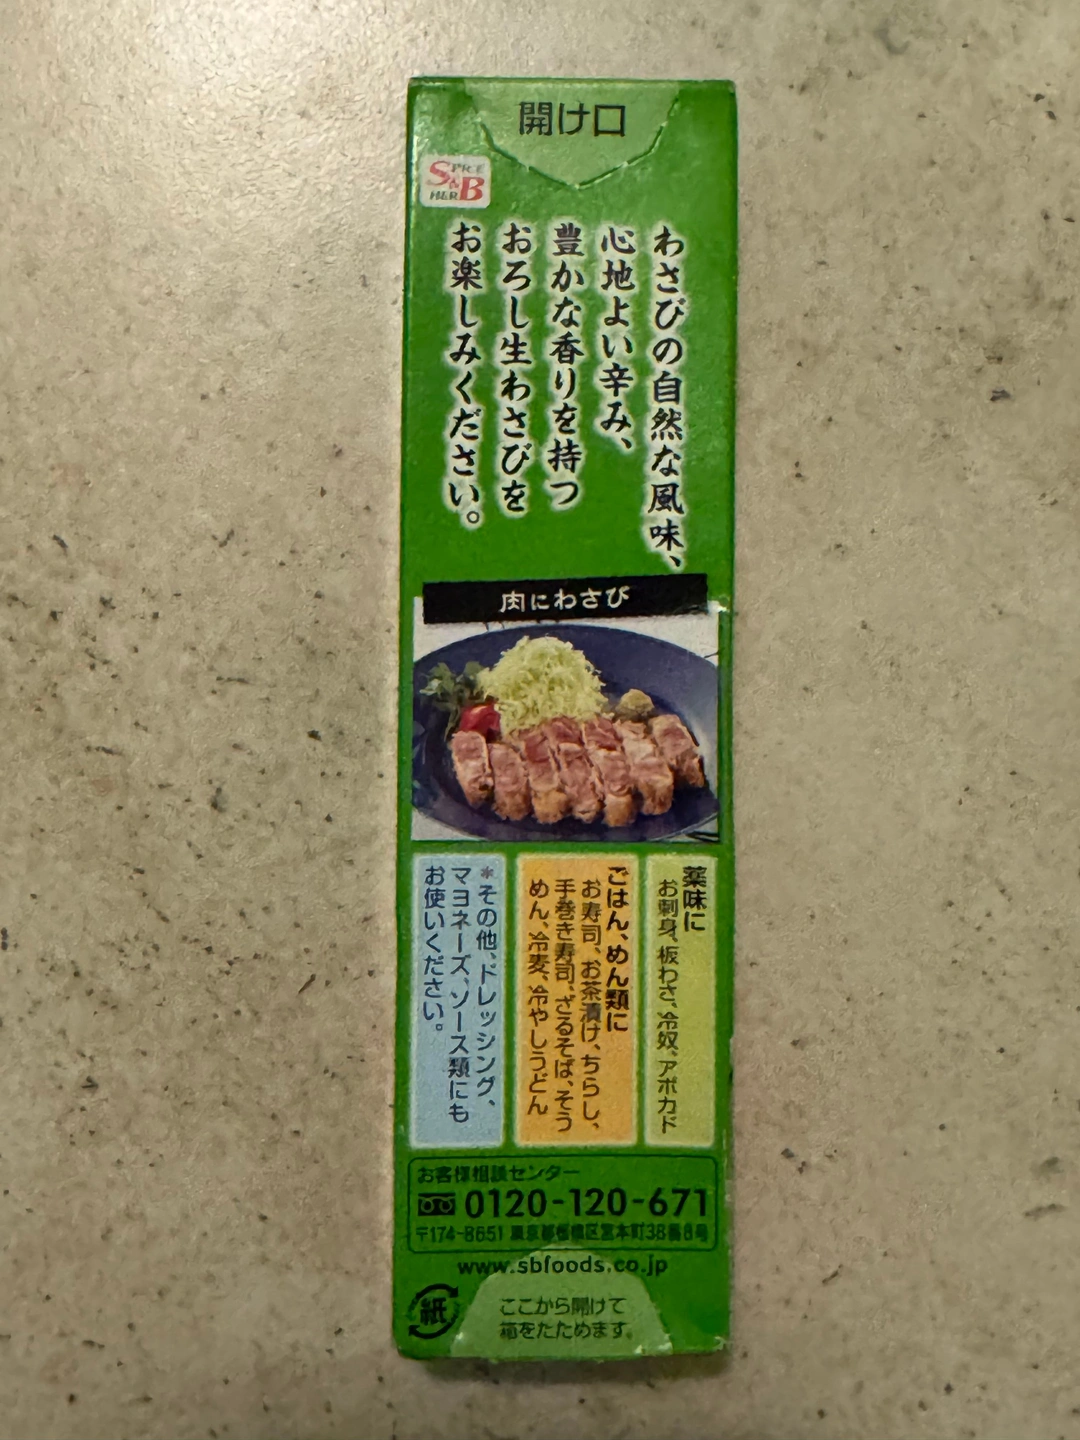 開け口
SPICE
S&B
HERB
わさびの自然な風味、
心地よい辛み、
豊かな香りを持つ
おろし生わさびを
お楽しみください。
肉にわさび
薬味に
お刺身、板わさ、冷奴、アボカド
ごはん、めん類に
お寿司、お茶漬け、ちらし、
手巻き寿司、ざるそば、そう
めん、冷麦、冷やしうどん
*その他、ドレッシング、
マヨネーズ、ソース類にも
お使いください。
お客様相談センター
0120-120-671
〒174-8651 東京都板橋区宮本町38番8号
www.sbfoods.co.jp
紙
ここから開けて
箱をたためます。